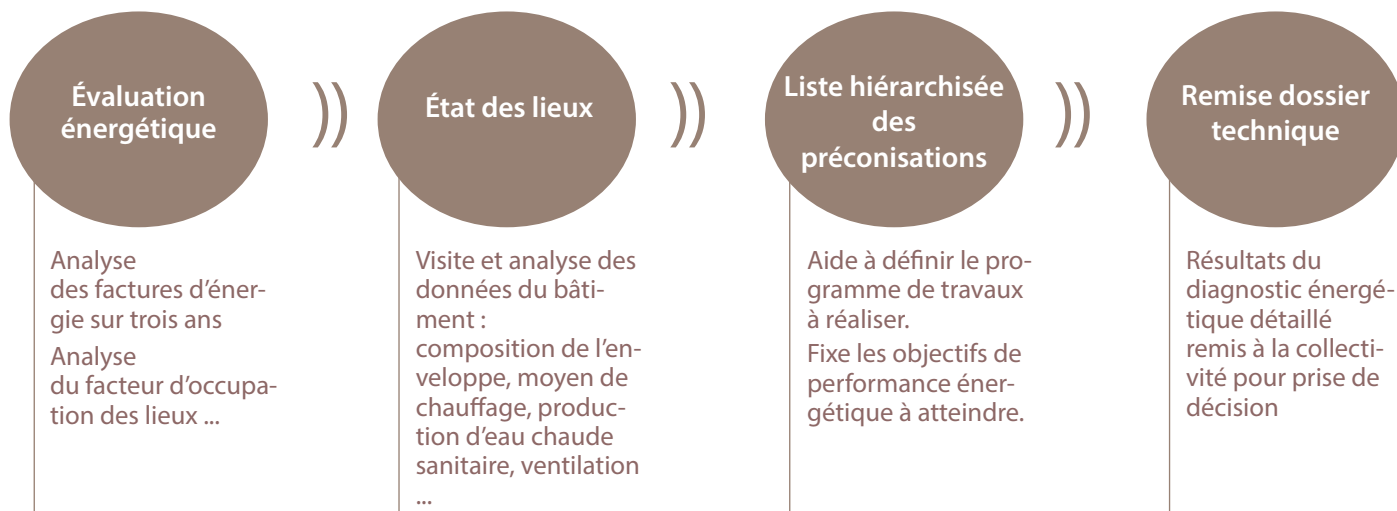 Évaluation
énergétique
Analyse
des factures d'éner-
gie sur trois ans
Analyse
du facteur d'occupa-
tion des lieux ...
État des lieux
Visite et analyse des
données du bâti-
ment :
composition de l'en-
veloppe, moyen de
chauffage, produc-
tion d'eau chaude
sanitaire, ventilation
...
Liste hiérarchisée
des
préconisations
Aide à définir le pro-
gramme de travaux
à réaliser.
Fixe les objectifs de
performance éner-
gétique à atteindre.
Remise dossier
technique
Résultats du
diagnostic énergé-
tique détaillé
remis à la collecti-
vité pour prise de
décision